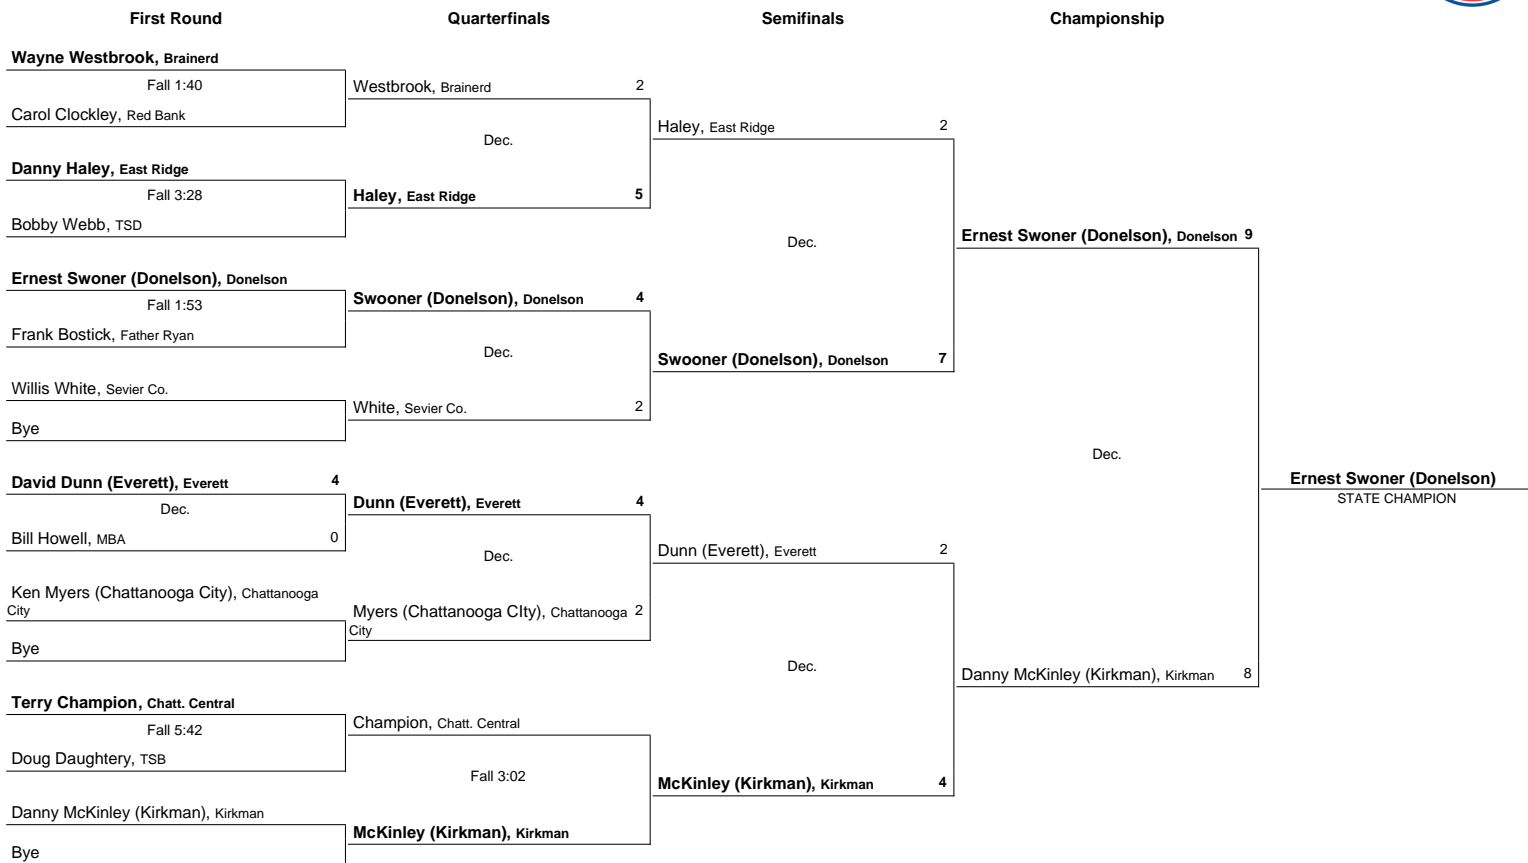 First Round Quarterfinals Semifinals Championship
Wayne Westbrook, Brainerd
Fall 1:40
Carol Clockley, Red Bank
Danny Haley, East Ridge
Fall 3:28
Bobby Webb, TSD
Ernest Swoner (Donelson), Donelson
Fall 1:53
Frank Bostick, Father Ryan
Willis White, Sevier Co.
Bye
David Dunn (Everett), Everett 4
Dec.
Bill Howell, MBA 0
Ken Myers (Chattanooga City), Chattanooga
City
Bye
Terry Champion, Chatt. Central
Fall 5:42
Doug Daughtery, TSB
Danny McKinley (Kirkman), Kirkman
Bye
Westbrook, Brainerd 2
Dec.
Haley, East Ridge 5
Swooner (Donelson), Donelson 4
Dec.
White, Sevier Co. 2
Dunn (Everett), Everett 4
Dec.
Myers (Chattanooga CIty), Chattanooga 2
City
Champion, Chatt. Central
Fall 3:02
McKinley (Kirkman), Kirkman
Haley, East Ridge 2
Dec.
Swooner (Donelson), Donelson 7
Dunn (Everett), Everett 2
Dec.
McKinley (Kirkman), Kirkman 4
Ernest Swoner (Donelson), Donelson 9
Dec.
Danny McKinley (Kirkman), Kirkman 8
Ernest Swoner (Donelson)
STATE CHAMPION